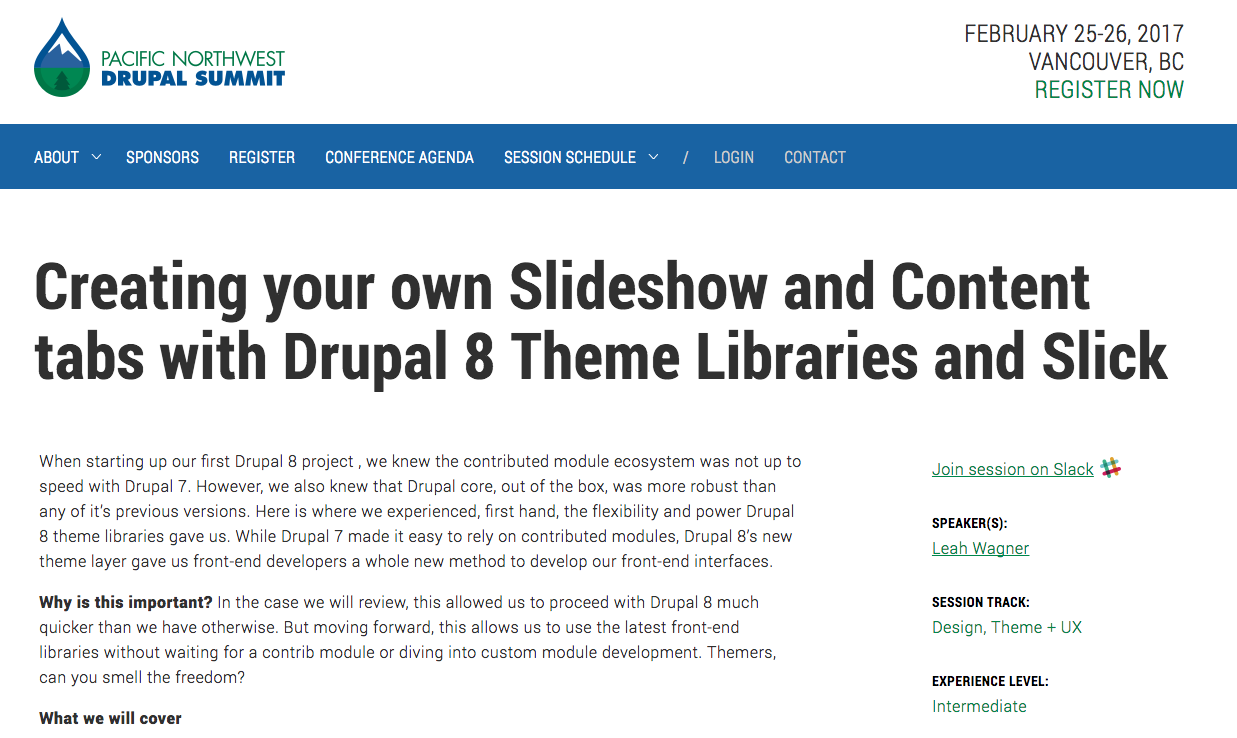 PACIFIC NORTHWEST
DRUPAL SUMMIT
FEBRUARY 25-26, 2017
VANCOUVER, BC
REGISTER NOW
ABOUT SPONSORS REGISTER CONFERENCE AGENDA SESSION SCHEDULE / LOGIN CONTACT
Creating your own Slideshow and Content
tabs with Drupal 8 Theme Libraries and Slick
When starting up our first Drupal 8 project , we knew the contributed module ecosystem was not up to
speed with Drupal 7. However, we also knew that Drupal core, out of the box, was more robust than
any of it's previous versions. Here is where we experienced, first hand, the flexibility and power Drupal
8 theme libraries gave us. While Drupal 7 made it easy to rely on contributed modules, Drupal 8's new
theme layer gave us front-end developers a whole new method to develop our front-end interfaces.
Why is this important? In the case we will review, this allowed us to proceed with Drupal 8 much
quicker than we have otherwise. But moving forward, this allows us to use the latest front-end
libraries without waiting for a contrib module or diving into custom module development. Themers,
can you smell the freedom?
What we will cover
Join session on Slack
SPEAKER(S):
Leah Wagner
SESSION TRACK:
Design, Theme + UX
EXPERIENCE LEVEL:
Intermediate